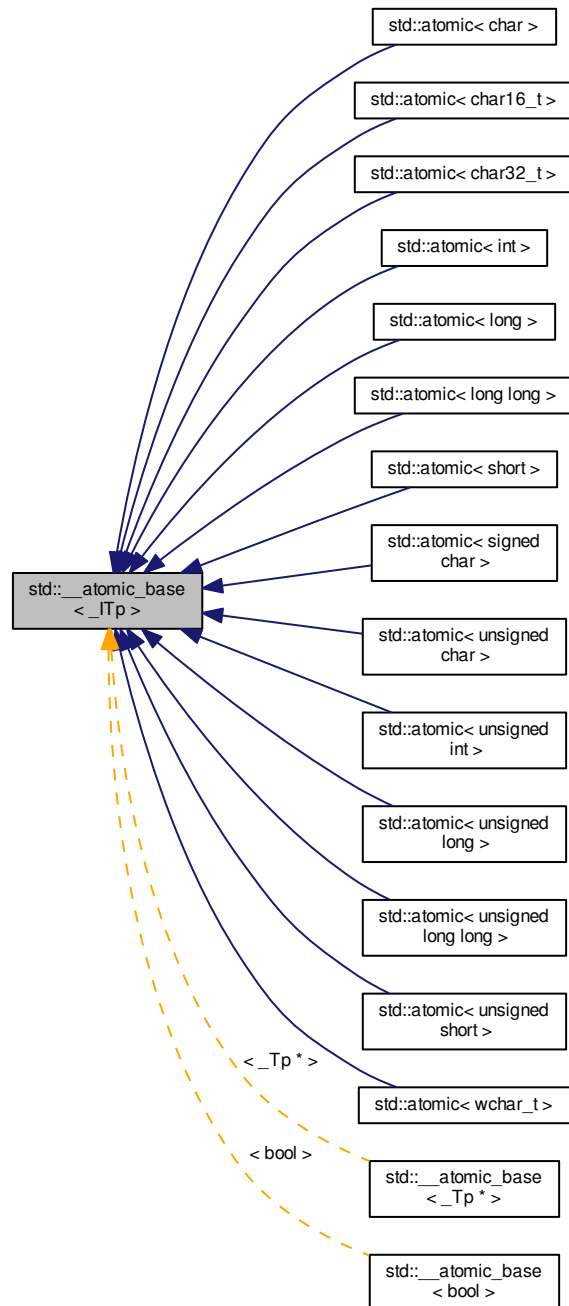 std::atomic< char >
std::atomic< char16_t >
std::atomic< char32_t >
std::atomic< int >
std::atomic< long >
std::atomic< long long >
std::atomic< short >
std::atomic< signed
char >
std::__atomic_base
< _ITp >
std::atomic< unsigned
char >
std::atomic< unsigned
int >
std::atomic< unsigned
long >
std::atomic< unsigned
long long >
std::atomic< unsigned
short >
< _Tp * >
std::atomic< wchar_t >
< bool >
std::__atomic_base
< _Tp * >
std::__atomic_base
< bool >